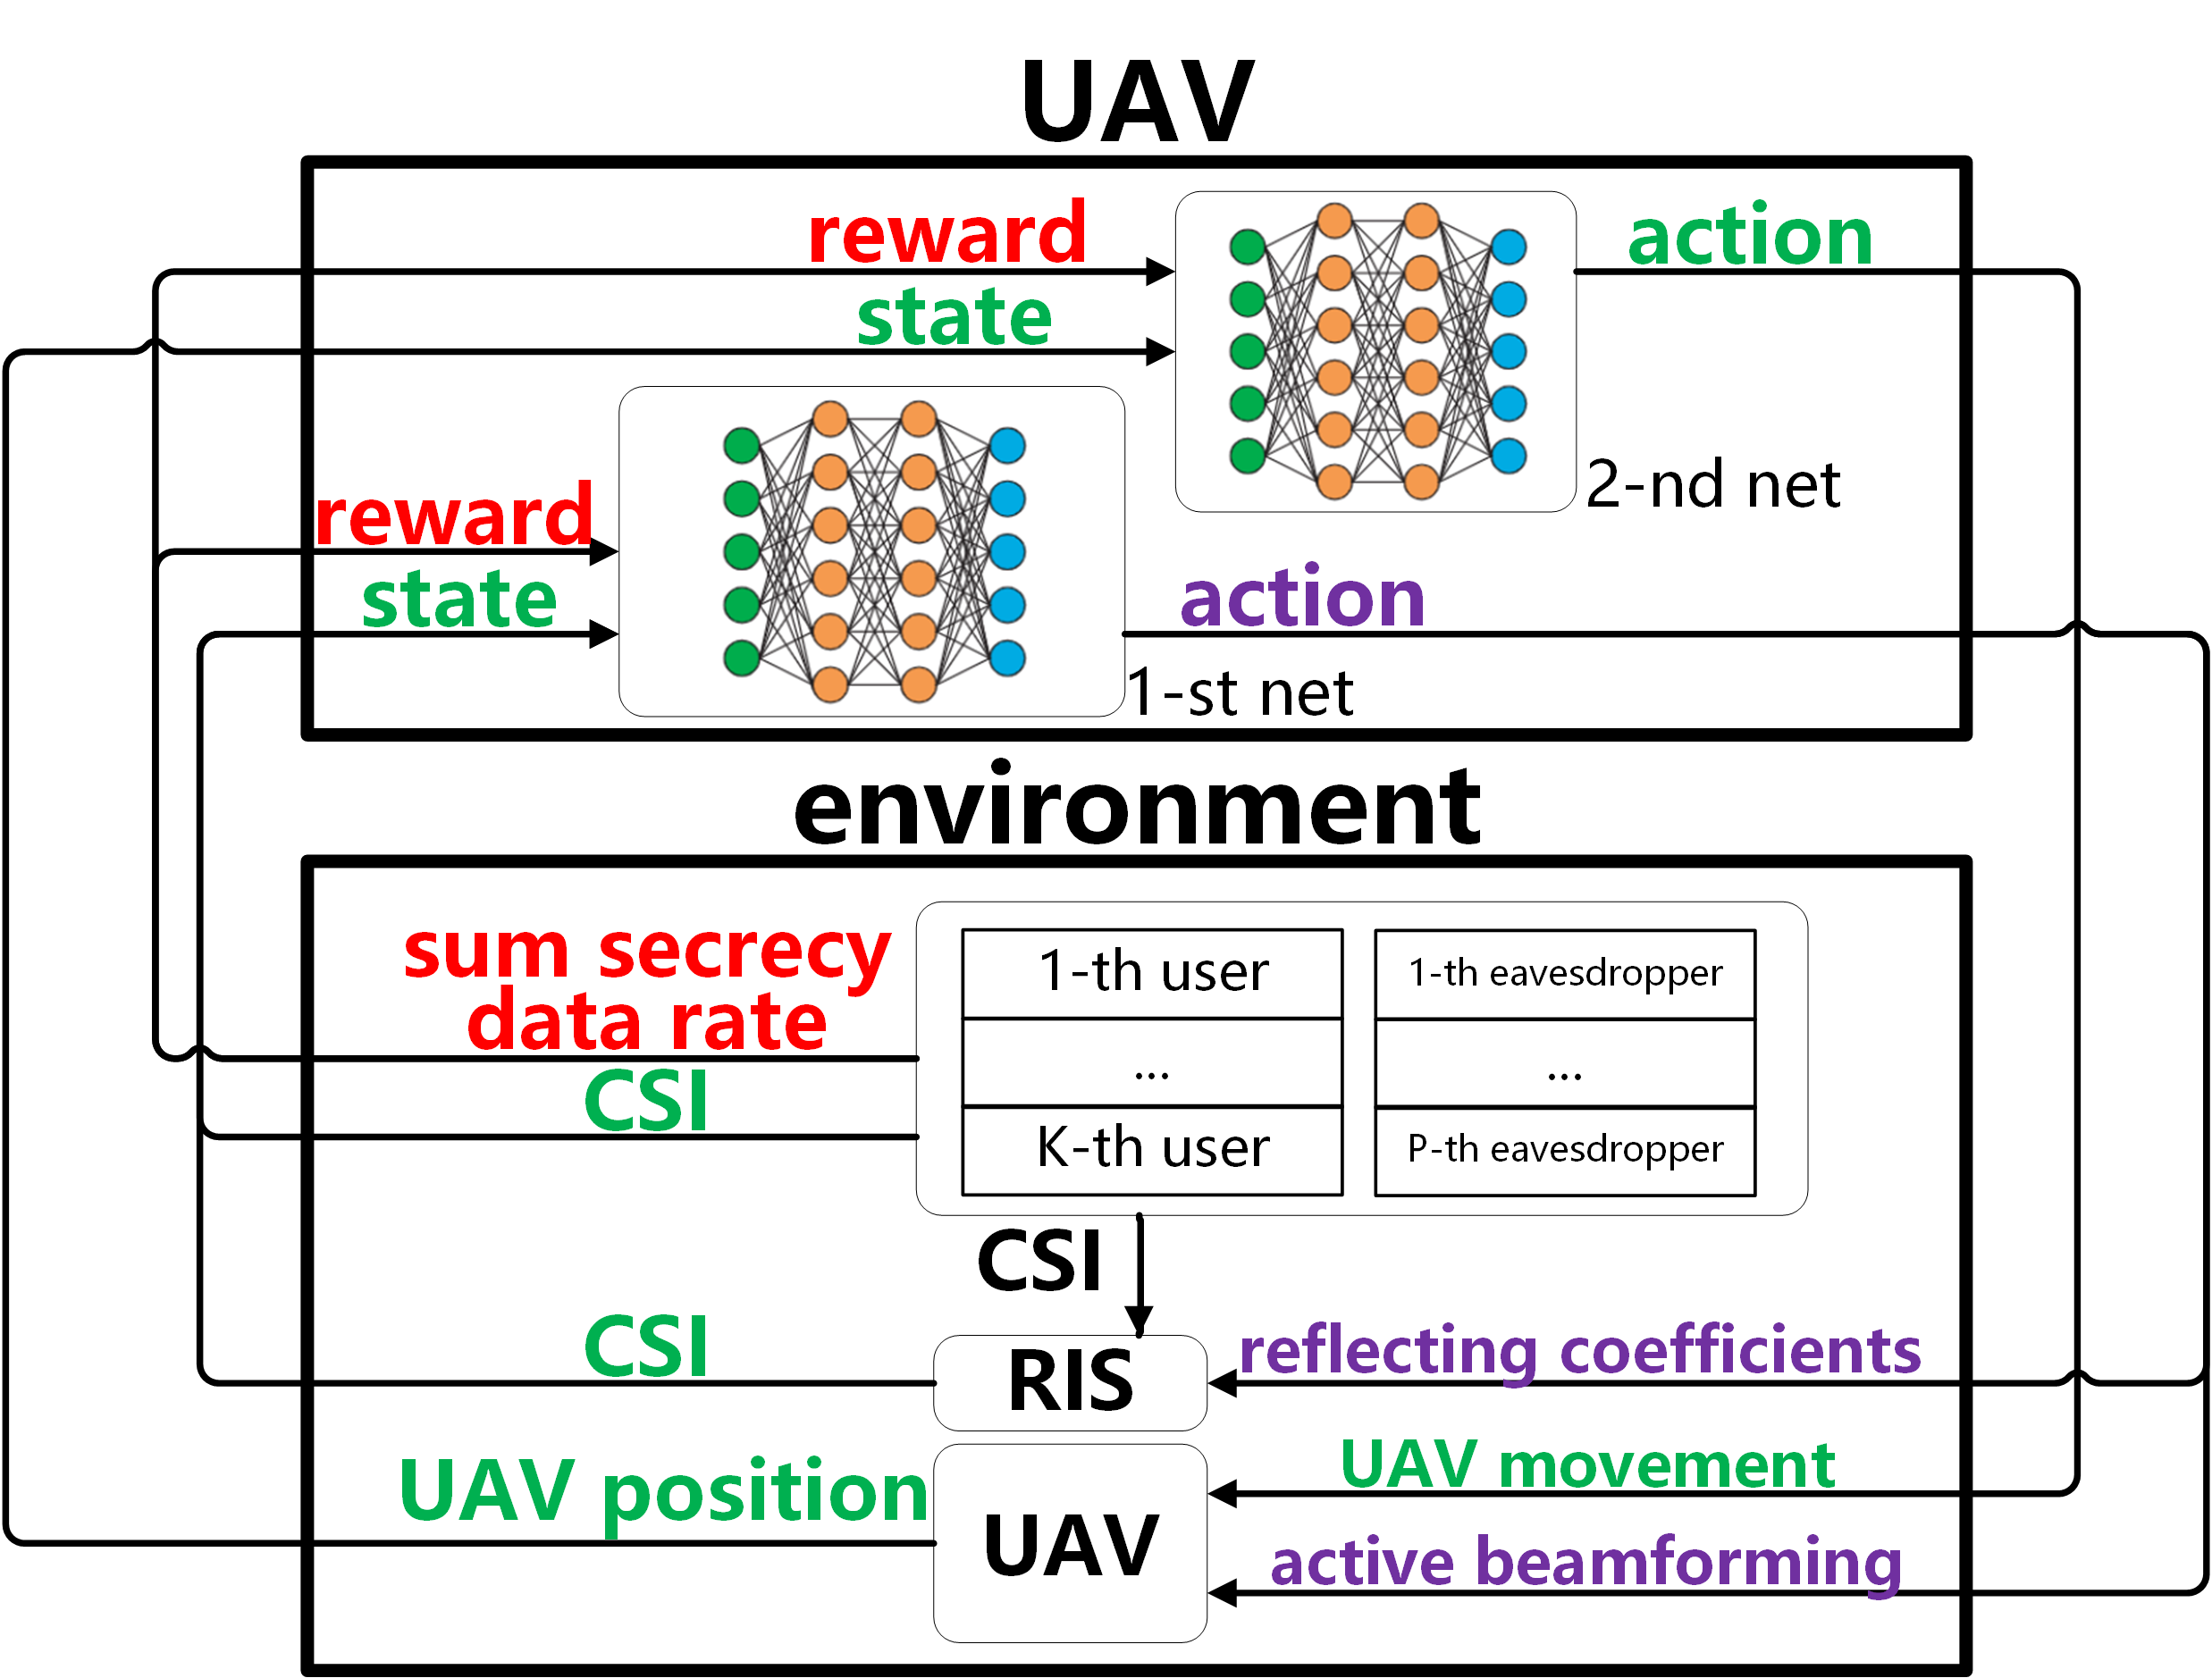 UAV
reward
action
state
2-nd net
reward
state
action
1-st net
environment
sum secrecy
data rate
CSI
1-th user
...
K-th user
1-th eavesdropper
...
P-th eavesdropper
CSI
CSI
RIS
reflecting coefficients
UAV position
UAV
UAV movement
active beamforming